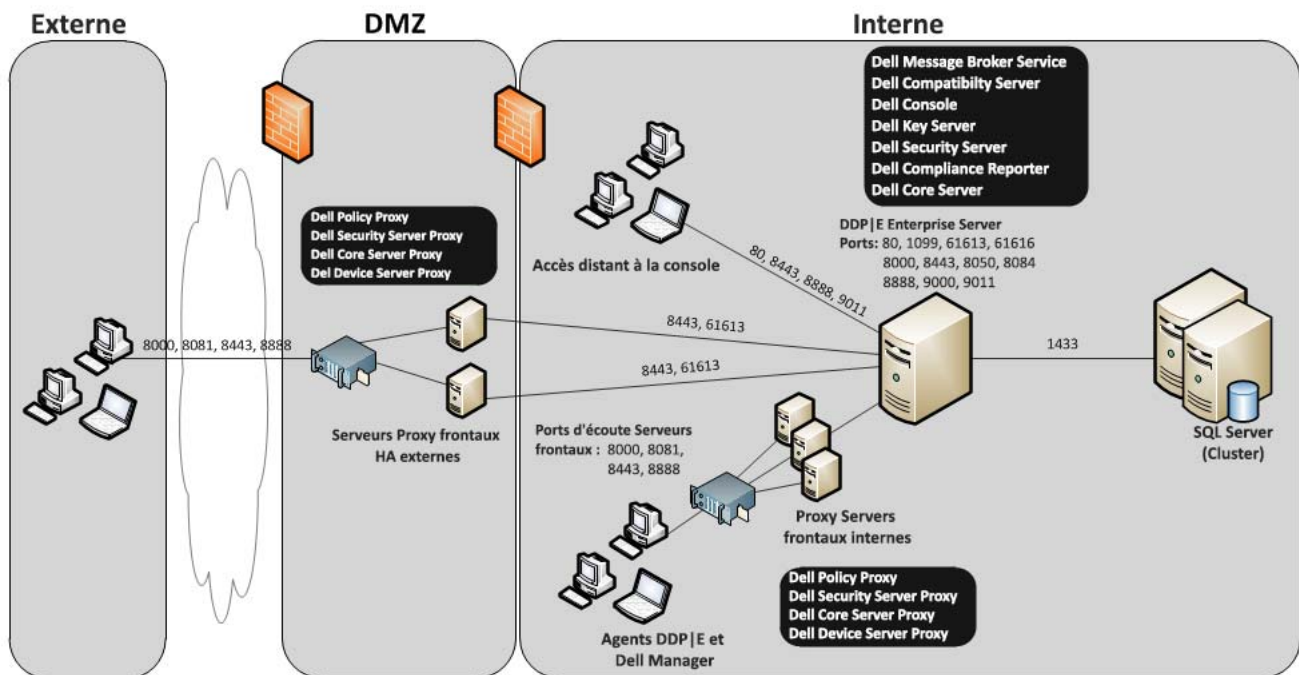 Externe
DMZ
Interne
Dell Message Broker Service
Dell Compatibilty Server
Dell Console
Dell Key Server
Dell Security Server
Dell Compliance Reporter
Dell Core Server
Dell Policy Proxy
Dell Security Server Proxy
Dell Core Server Proxy
Del Device Server Proxy
DDP|E Enterprise Server
Ports: 80, 1099, 61613, 61616
8000, 8443, 8050, 8084
8888, 9000, 9011
Accès distant à la console
80, 8443, 8888, 9011
8000, 8081, 8443, 8888
8443, 61613
8443, 61613
1433
Serveurs Proxy frontaux
HA externes
Ports d'écoute Serveurs
frontaux : 8000, 8081,
8443, 8888
SQL Server
(Cluster)
Proxy Servers
frontaux internes
Dell Policy Proxy
Dell Security Server Proxy
Dell Core Server Proxy
Dell Device Server Proxy
Agents DDP|E et
Dell Manager